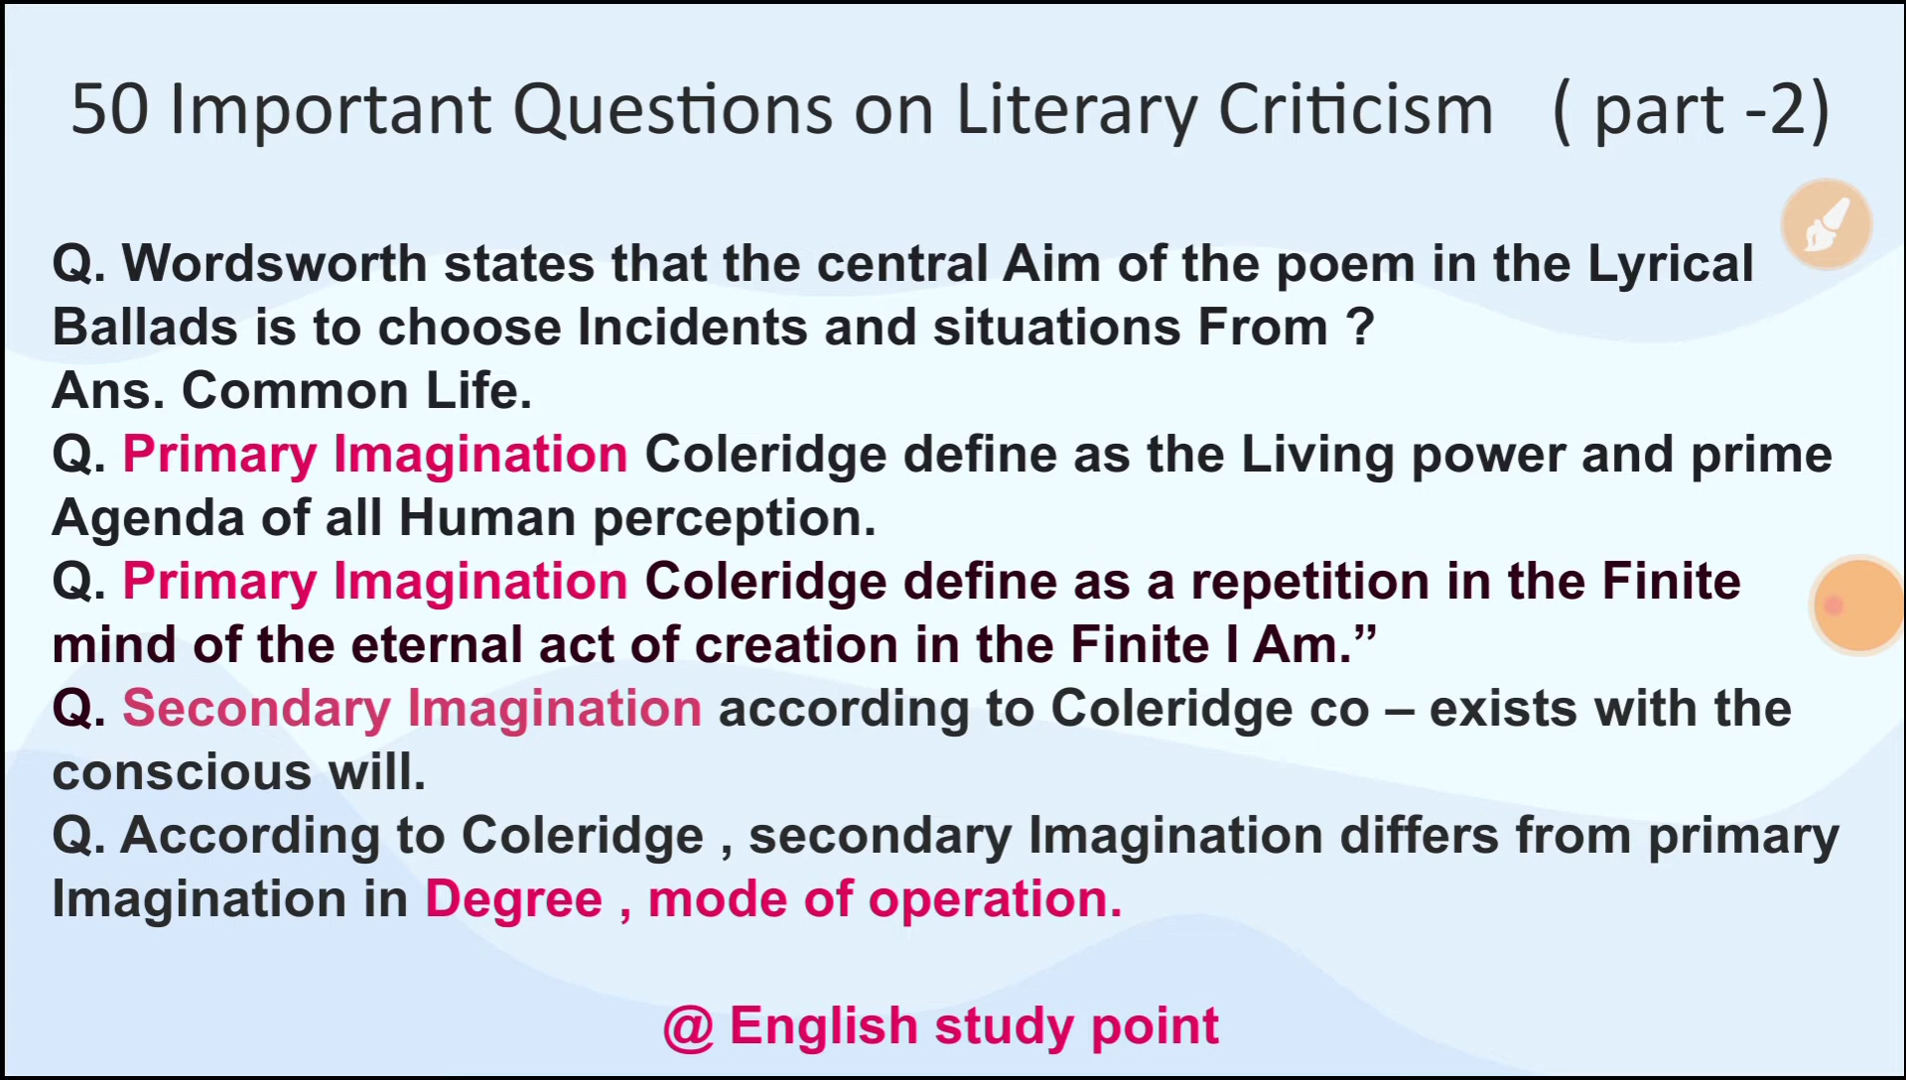 50 Important Questions on Literary Criticism ( part -2)
Q. Wordsworth states that the central Aim of the poem in the Lyrical
Ballads is to choose Incidents and situations From ?
Ans. Common Life.
Q. Primary Imagination Coleridge define as the Living power and prime
Agenda of all Human perception.
Q. Primary Imagination Coleridge define as a repetition in the Finite
mind of the eternal act of creation in the Finite I Am.”
Q. Secondary Imagination according to Coleridge co – exists with the
conscious will.
Q. According to Coleridge , secondary Imagination differs from primary
Imagination in Degree , mode of operation.
@ English study point